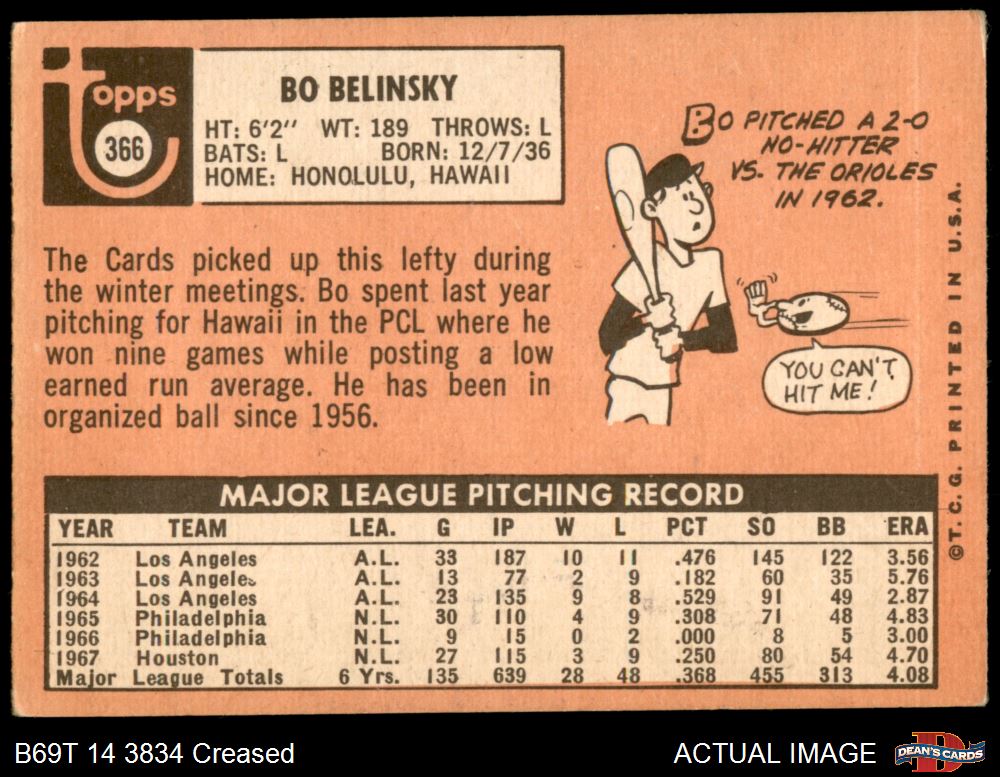 topps
366
BO BELINSKY
HT: 6'2" WT: 189 THROWS: L
BATS: L BORN: 12/7/36
HOME: HONOLULU, HAWAII
The Cards picked up this lefty during
the winter meetings. Bo spent last year
pitching for Hawaii in the PCL where he
won nine games while posting a low
earned run average. He has been in
organized ball since 1956.
BO PITCHED A 2-0
NO-HITTER
VS. THE ORIOLES
IN 1962.
YOU CAN'T
HIT ME!
©T.C.G. PRINTED IN U.S.A.
MAJOR LEAGUE PITCHING RECORD
YEAR TEAM LEA. G IP W L PCT SO BB ERA
1962 Los Angeles A.L. 33 187 10 11 .476 145 122 3.56
1963 Los Angeles A.L. 13 77 2 9 .182 60 35 5.76
1964 Los Angeles A.L. 23 135 9 8 .529 91 49 2.87
1965 Philadelphia N.L. 30 110 4 9 .308 71 48 4.83
1966 Philadelphia N.L. 9 15 0 2 .000 8 5 3.00
1967 Houston N.L. 27 115 3 9 .250 80 54 4.70
Major League Totals 6 Yrs. 135 639 28 48 .368 455 313 4.08
B69T 14 3834 Creased
ACTUAL IMAGE
DEAN'S CARDS